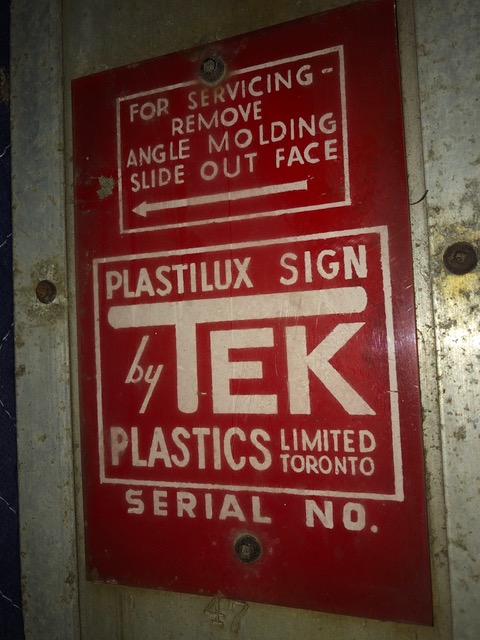 FOR SERVICING-
REMOVE
ANGLE MOLDING
SLIDE OUT FACE
PLASTILUX SIGN
by TEK
PLASTICS LIMITED
TORONTO
SERIAL NO.
47